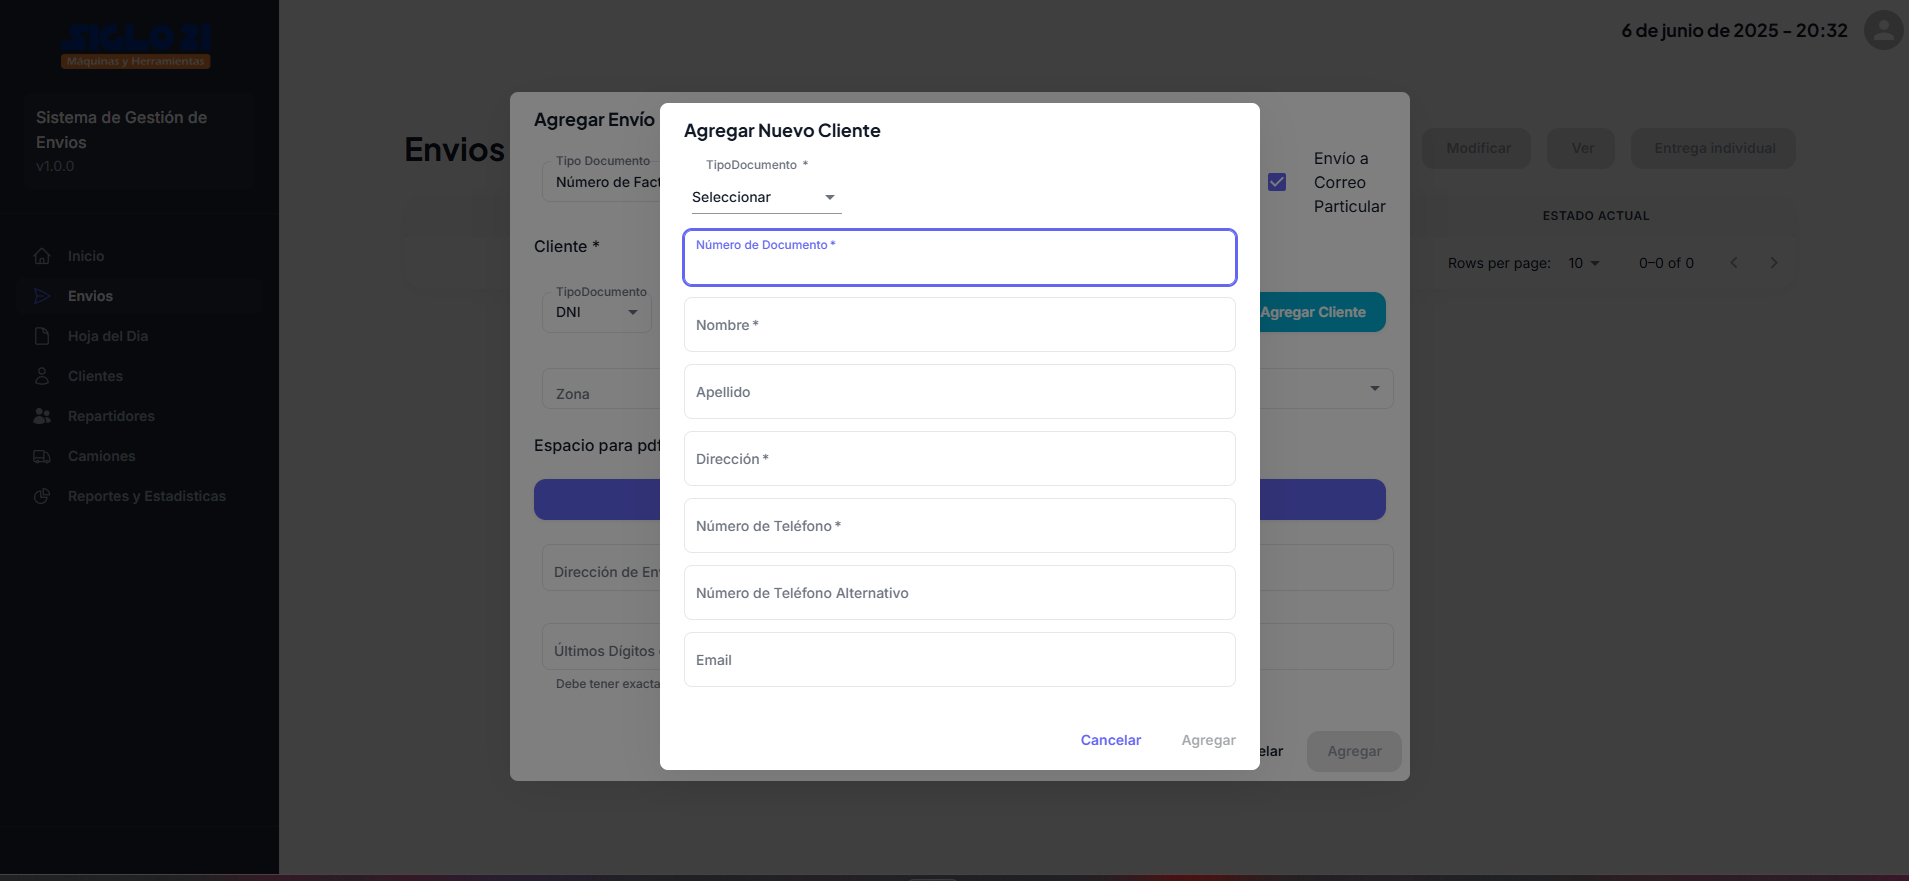 SIGLO 21
Máquinas y Herramientas
Sistema de Gestión de
Envios
v1.0.0
Inicio
Envios
Hoja del Dia
Clientes
Repartidores
Camiones
Reportes y Estadisticas
6 de junio de 2025 - 20:32
Envios
Modificar
Ver
Entrega individual
ESTADO ACTUAL
Rows per page:
10
0–0 of 0
Agregar Envío
Tipo Documento
Número de Fact
Envío a
Correo
Particular
Cliente *
TipoDocumento
DNI
Agregar Cliente
Zona
Espacio para pdf
Dirección de En
Últimos Dígitos
Debe tener exacta
elar
Agregar
Agregar Nuevo Cliente
TipoDocumento *
Seleccionar
Número de Documento *
Nombre *
Apellido
Dirección *
Número de Teléfono *
Número de Teléfono Alternativo
Email
Cancelar
Agregar